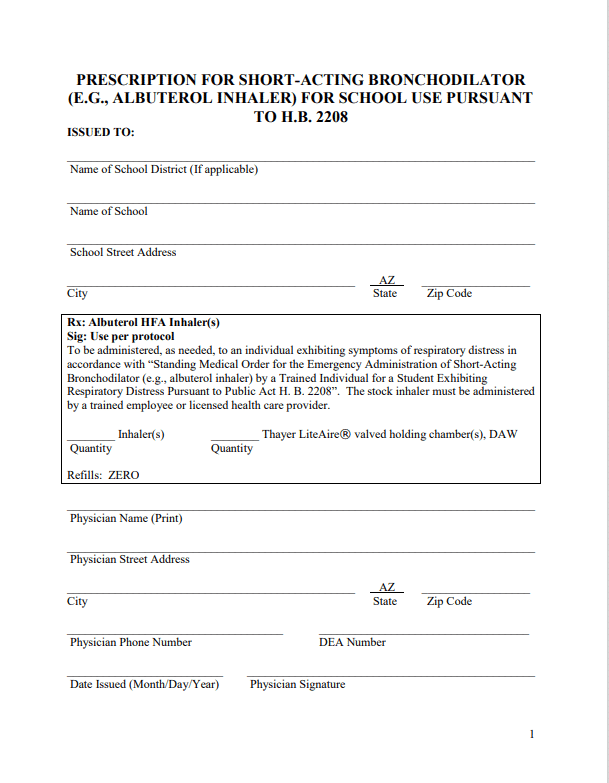 PRESCRIPTION FOR SHORT-ACTING BRONCHODILATOR
(E.G., ALBUTEROL INHALER) FOR SCHOOL USE PURSUANT
TO H.B. 2208
ISSUED TO:
Name of School District (If applicable)
Name of School
School Street Address
AZ
City State Zip Code
Rx: Albuterol HFA Inhaler(s)
Sig: Use per protocol
To be administered, as needed, to an individual exhibiting symptoms of respiratory distress in
accordance with “Standing Medical Order for the Emergency Administration of Short-Acting
Bronchodilator (e.g., albuterol inhaler) by a Trained Individual for a Student Exhibiting
Respiratory Distress Pursuant to Public Act H. B. 2208”. The stock inhaler must be administered
by a trained employee or licensed health care provider.
________ Inhaler(s) ________ Thayer LiteAire® valved holding chamber(s), DAW
Quantity Quantity
Refills: ZERO
Physician Name (Print)
Physician Street Address
AZ
City State Zip Code
Physician Phone Number DEA Number
Date Issued (Month/Day/Year) Physician Signature
1